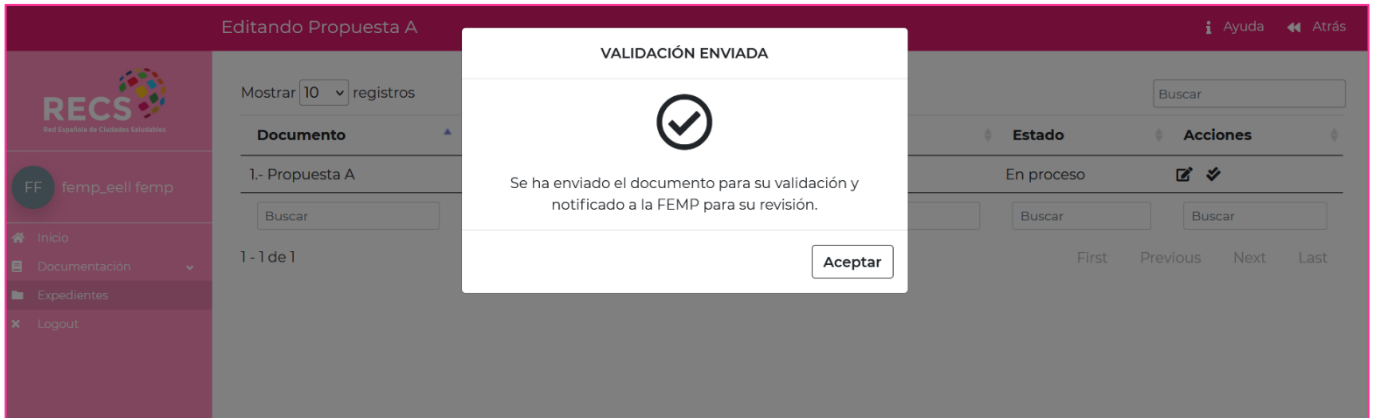 Editando Propuesta A
Ayuda
Atrás
RECS
Red Española de Ciudades Saludables
FF
femp_eell femp
Inicio
Documentación
Expedientes
Logout
Mostrar 10 registros
Buscar
Documento
Estado
Acciones
1.- Propuesta A
En proceso
Buscar
Buscar
Buscar
1 - 1 de 1
First
Previous
Next
Last
VALIDACIÓN ENVIADA
Se ha enviado el documento para su validación y
notificado a la FEMP para su revisión.
Aceptar